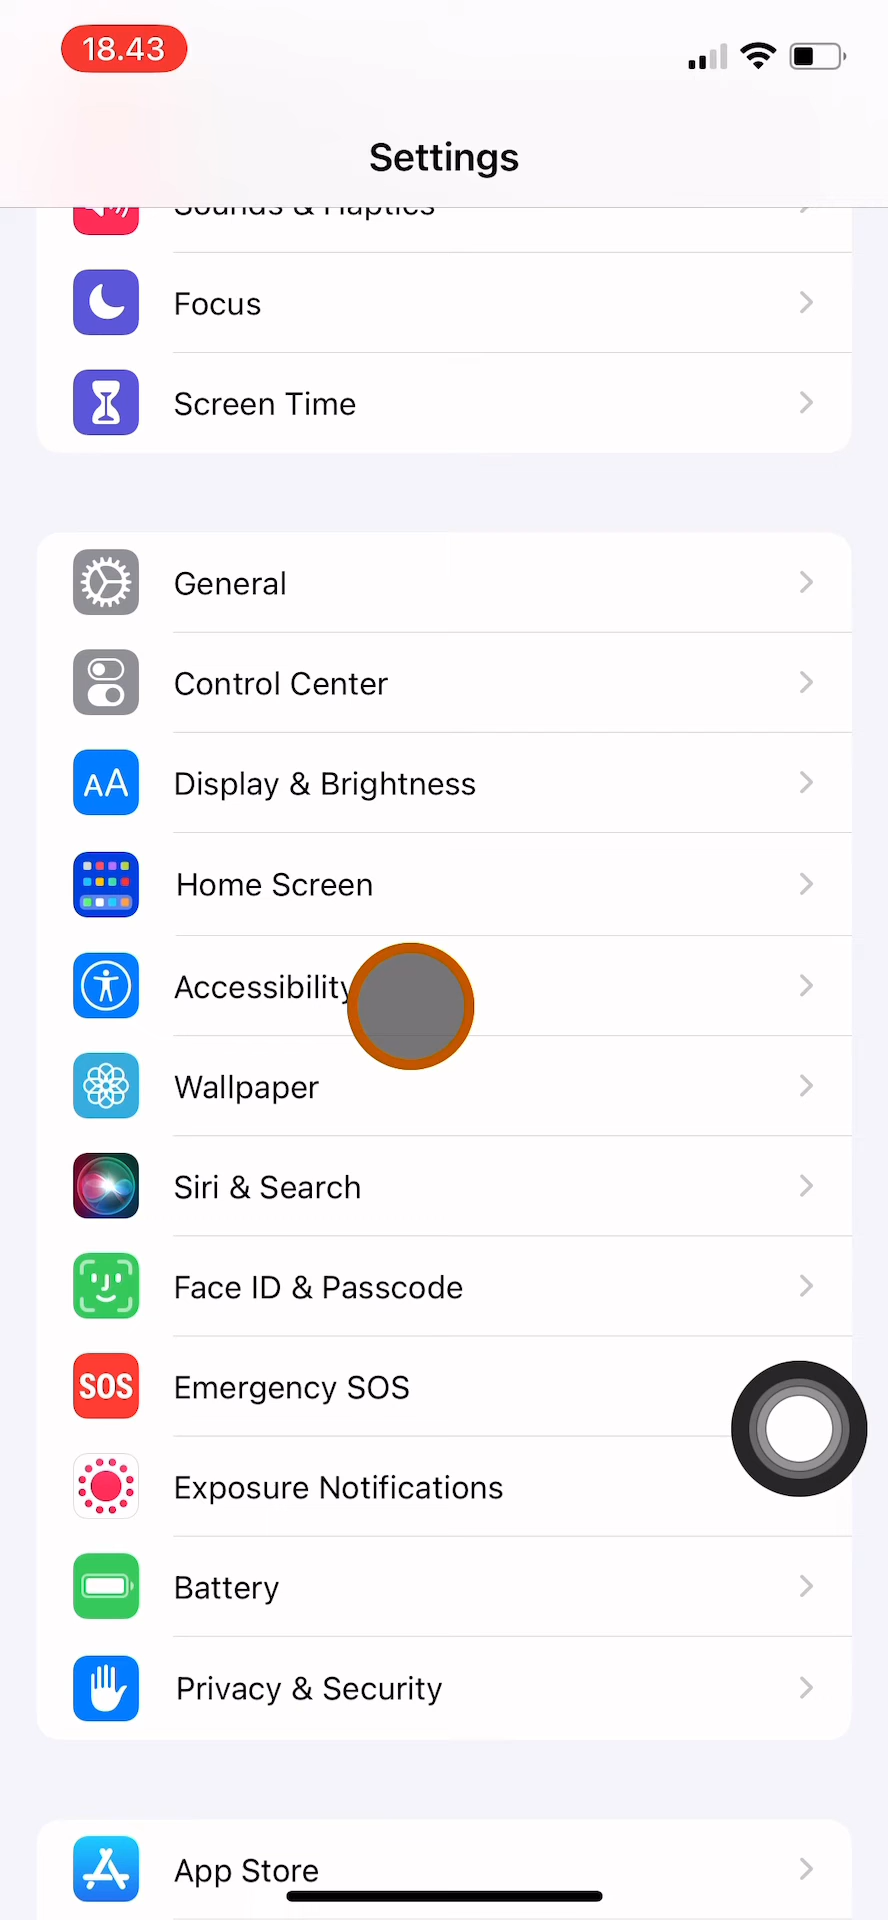 18.43
Settings
Sounds & Haptics
Focus
Screen Time
General
Control Center
AA
Display & Brightness
Home Screen
Accessibility
Wallpaper
Siri & Search
Face ID & Passcode
SOS
Emergency SOS
Exposure Notifications
Battery
Privacy & Security
App Store